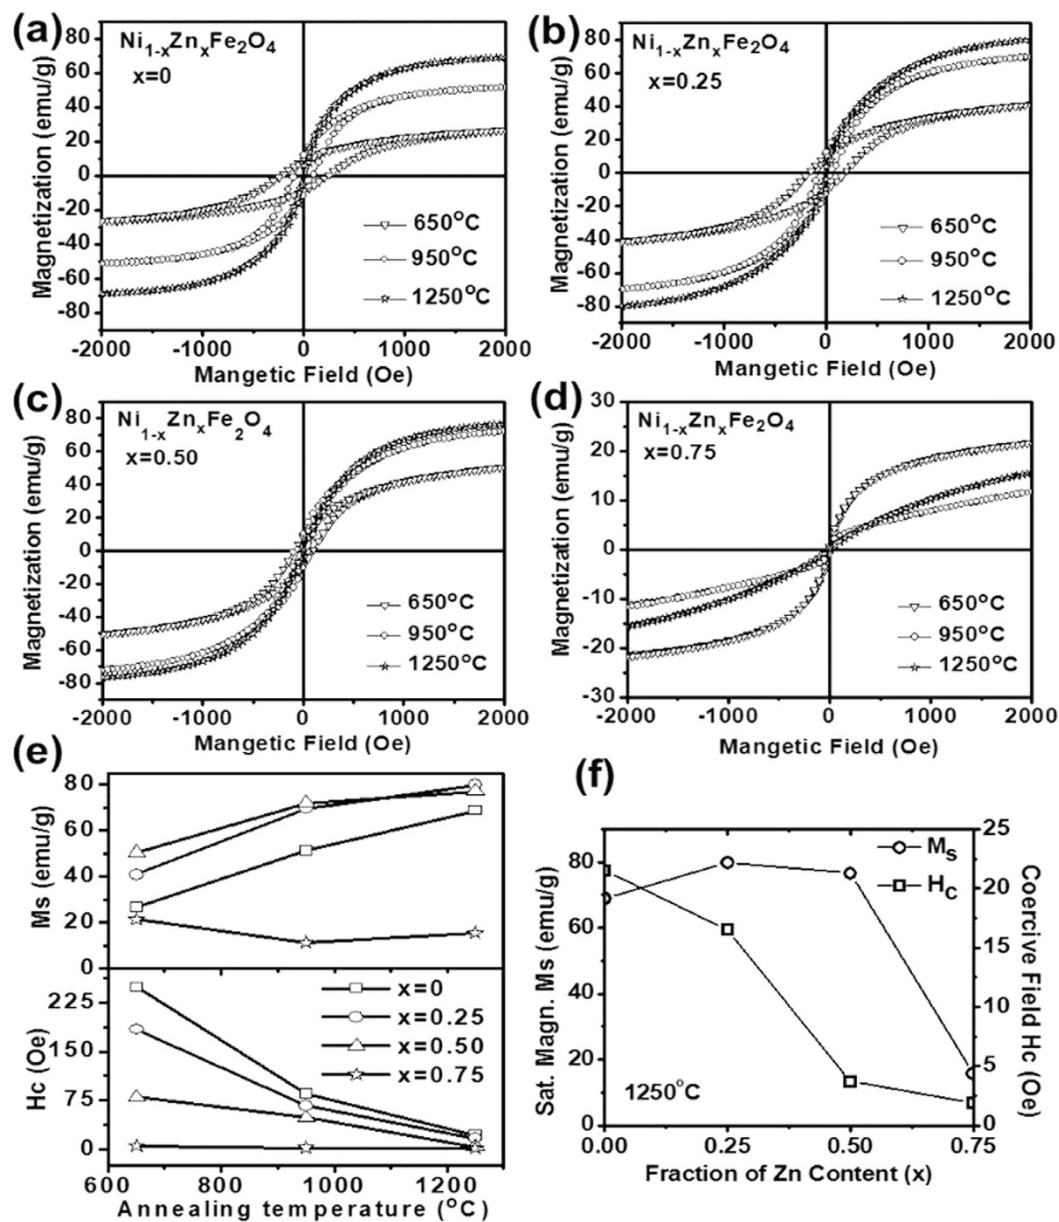 (a)
Ni1-xZnxFe2O4
x=0
80
60
40
20
0
-20
-40
-60
-80
Magnetization (emu/g)
650°C
950°C
1250°C
-2000 -1000 0 1000 2000
Mangetic Field (Oe)
(b)
Ni1-xZnxFe2O4
x=0.25
80
60
40
20
0
-20
-40
-60
-80
Magnetization (emu/g)
650°C
950°C
1250°C
-2000 -1000 0 1000 2000
Mangetic Field (Oe)
(c)
Ni1-xZnxFe2O4
x=0.50
80
60
40
20
0
-20
-40
-60
-80
Magnetization (emu/g)
650°C
950°C
1250°C
-2000 -1000 0 1000 2000
Mangetic Field (Oe)
(d)
Ni1-xZnxFe2O4
x=0.75
30
20
10
0
-10
-20
-30
Magnetization (emu/g)
650°C
950°C
1250°C
-2000 -1000 0 1000 2000
Mangetic Field (Oe)
(e)
80
60
40
20
0
Ms (emu/g)
225
150
75
0
Hc (Oe)
x=0
x=0.25
x=0.50
x=0.75
600 800 1000 1200
Annealing temperature (°C)
(f)
80
60
40
20
0
Sat. Magn. Ms (emu/g)
MS
HC
25
20
15
10
5
0
Coercive Field Hc (Oe)
1250°C
0.00 0.25 0.50 0.75
Fraction of Zn Content (x)